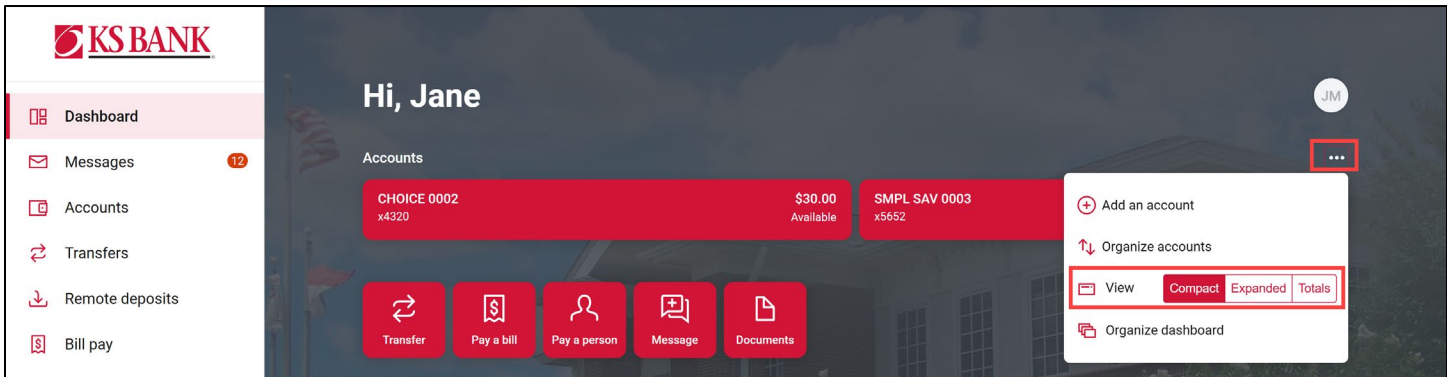 KS BANK
Dashboard
Messages 12
Accounts
Transfers
Remote deposits
Bill pay
Hi, Jane
JM
Accounts
CHOICE 0002 $30.00
x4320 Available
SMPL SAV 0003
x5652
Transfer Pay a bill Pay a person Message Documents
Add an account
Organize accounts
View Compact Expanded Totals
Organize dashboard